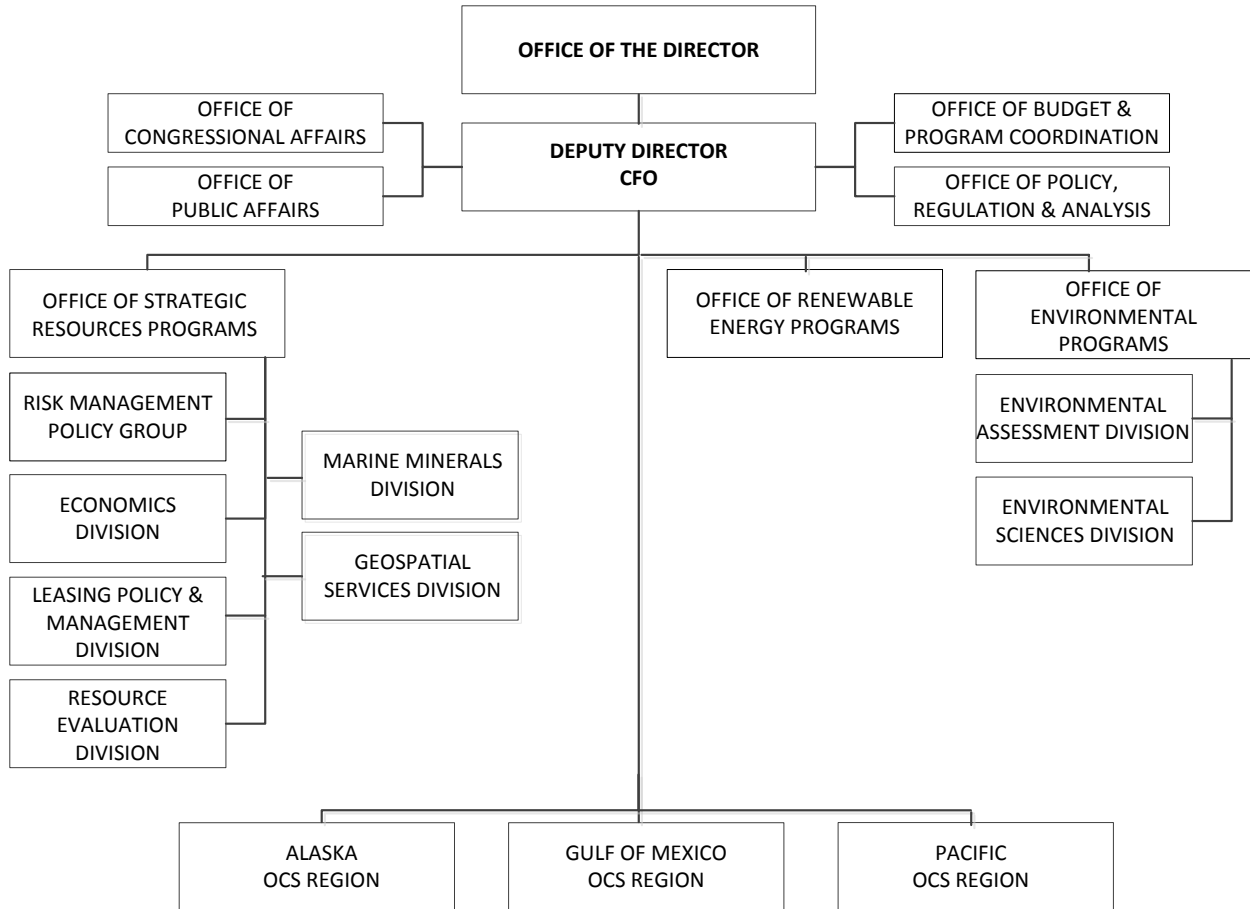 OFFICE OF THE DIRECTOR
OFFICE OF
CONGRESSIONAL AFFAIRS
OFFICE OF
PUBLIC AFFAIRS
DEPUTY DIRECTOR
CFO
OFFICE OF BUDGET &
PROGRAM COORDINATION
OFFICE OF POLICY,
REGULATION & ANALYSIS
OFFICE OF STRATEGIC
RESOURCES PROGRAMS
OFFICE OF RENEWABLE
ENERGY PROGRAMS
OFFICE OF
ENVIRONMENTAL
PROGRAMS
RISK MANAGEMENT
POLICY GROUP
ECONOMICS
DIVISION
LEASING POLICY &
MANAGEMENT
DIVISION
RESOURCE
EVALUATION
DIVISION
MARINE MINERALS
DIVISION
GEOSPATIAL
SERVICES DIVISION
ENVIRONMENTAL
ASSESSMENT DIVISION
ENVIRONMENTAL
SCIENCES DIVISION
ALASKA
OCS REGION
GULF OF MEXICO
OCS REGION
PACIFIC
OCS REGION